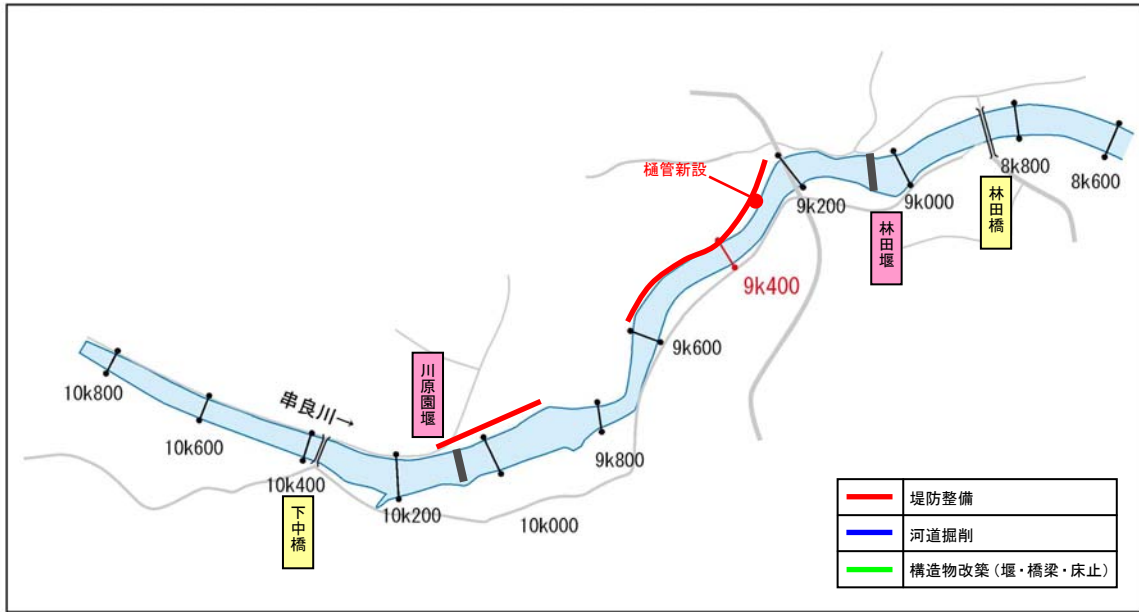 樋管新設
9k200
9k000
8k800
8k600
林田堰
林田橋
9k400
9k600
川原園堰
串良川→
10k800
10k600
10k400
下中橋
10k200
10k000
9k800
堤防整備
河道掘削
構造物改築（堰・橋梁・床止）